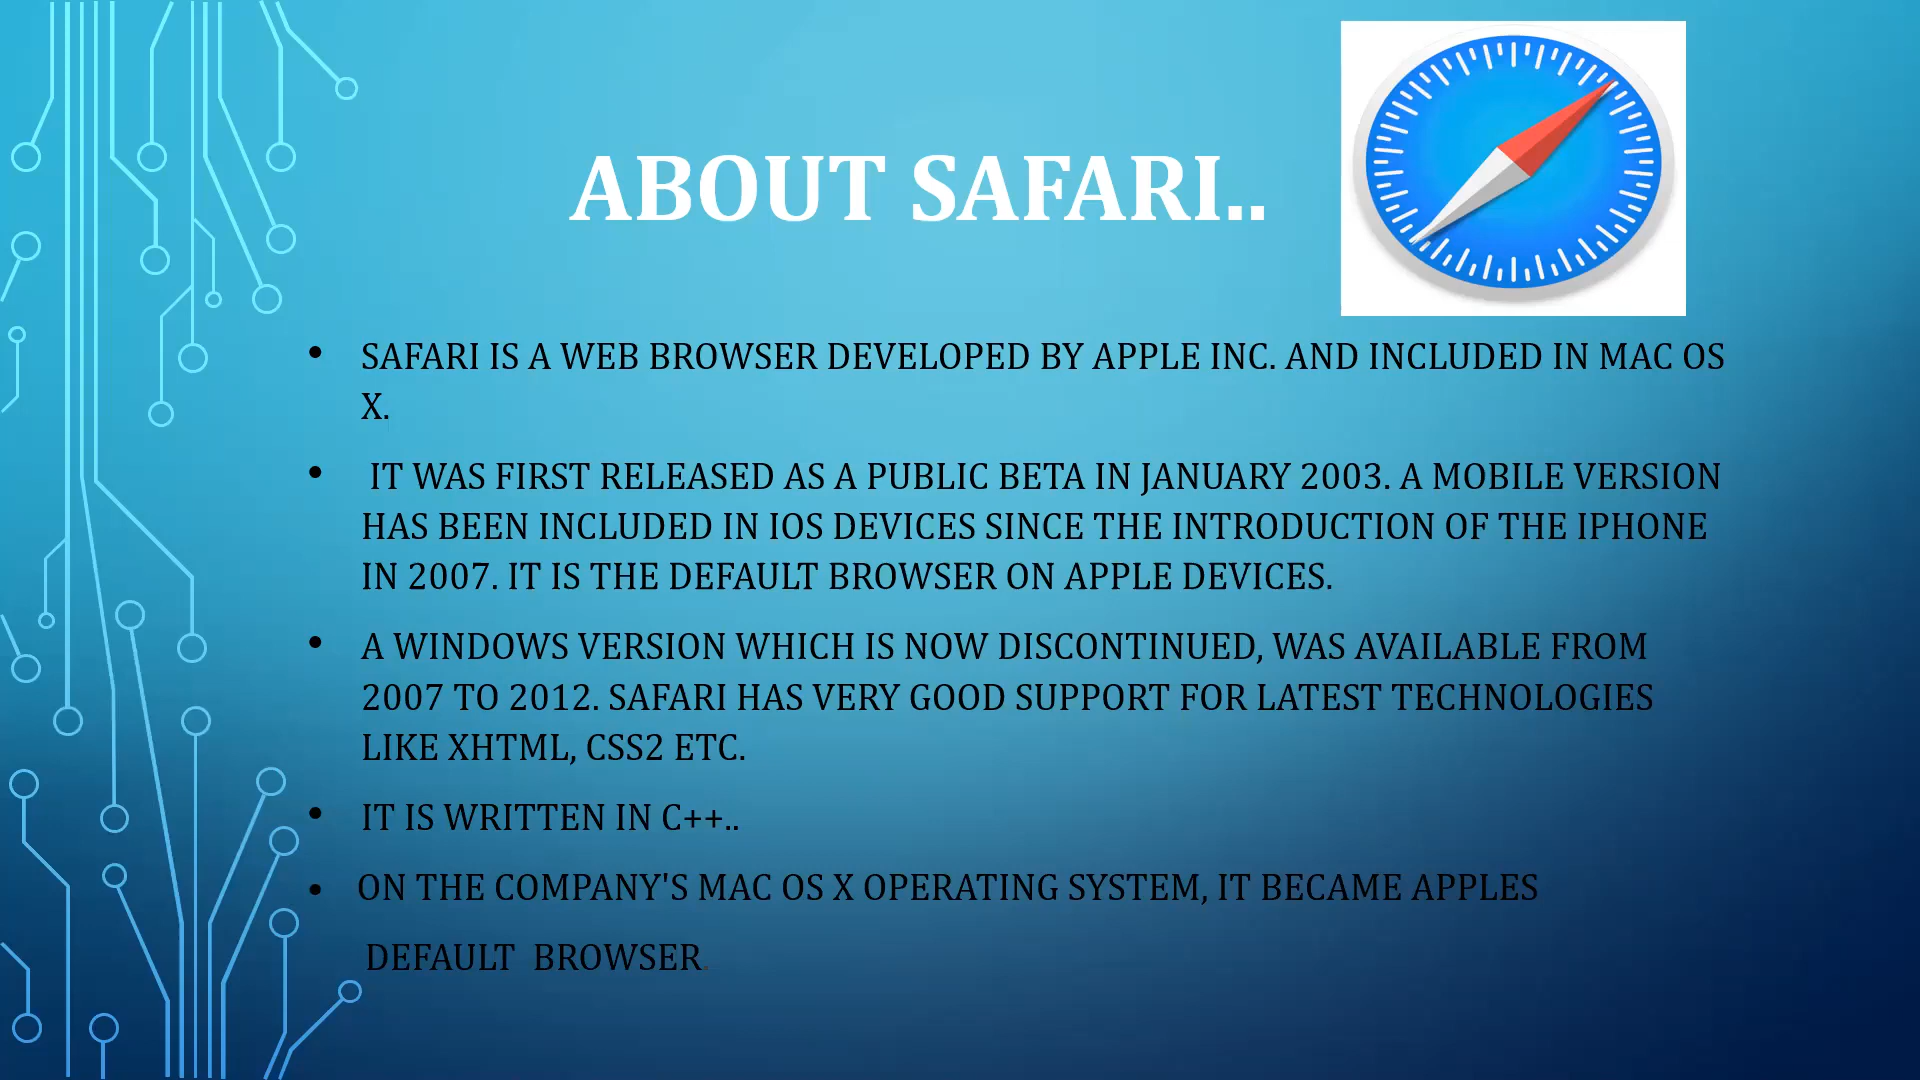 ABOUT SAFARI..
• SAFARI IS A WEB BROWSER DEVELOPED BY APPLE INC. AND INCLUDED IN MAC OS
X.
• IT WAS FIRST RELEASED AS A PUBLIC BETA IN JANUARY 2003. A MOBILE VERSION
HAS BEEN INCLUDED IN IOS DEVICES SINCE THE INTRODUCTION OF THE IPHONE
IN 2007. IT IS THE DEFAULT BROWSER ON APPLE DEVICES.
• A WINDOWS VERSION WHICH IS NOW DISCONTINUED, WAS AVAILABLE FROM
2007 TO 2012. SAFARI HAS VERY GOOD SUPPORT FOR LATEST TECHNOLOGIES
LIKE XHTML, CSS2 ETC.
• IT IS WRITTEN IN C++..
• ON THE COMPANY'S MAC OS X OPERATING SYSTEM, IT BECAME APPLES
DEFAULT BROWSER.